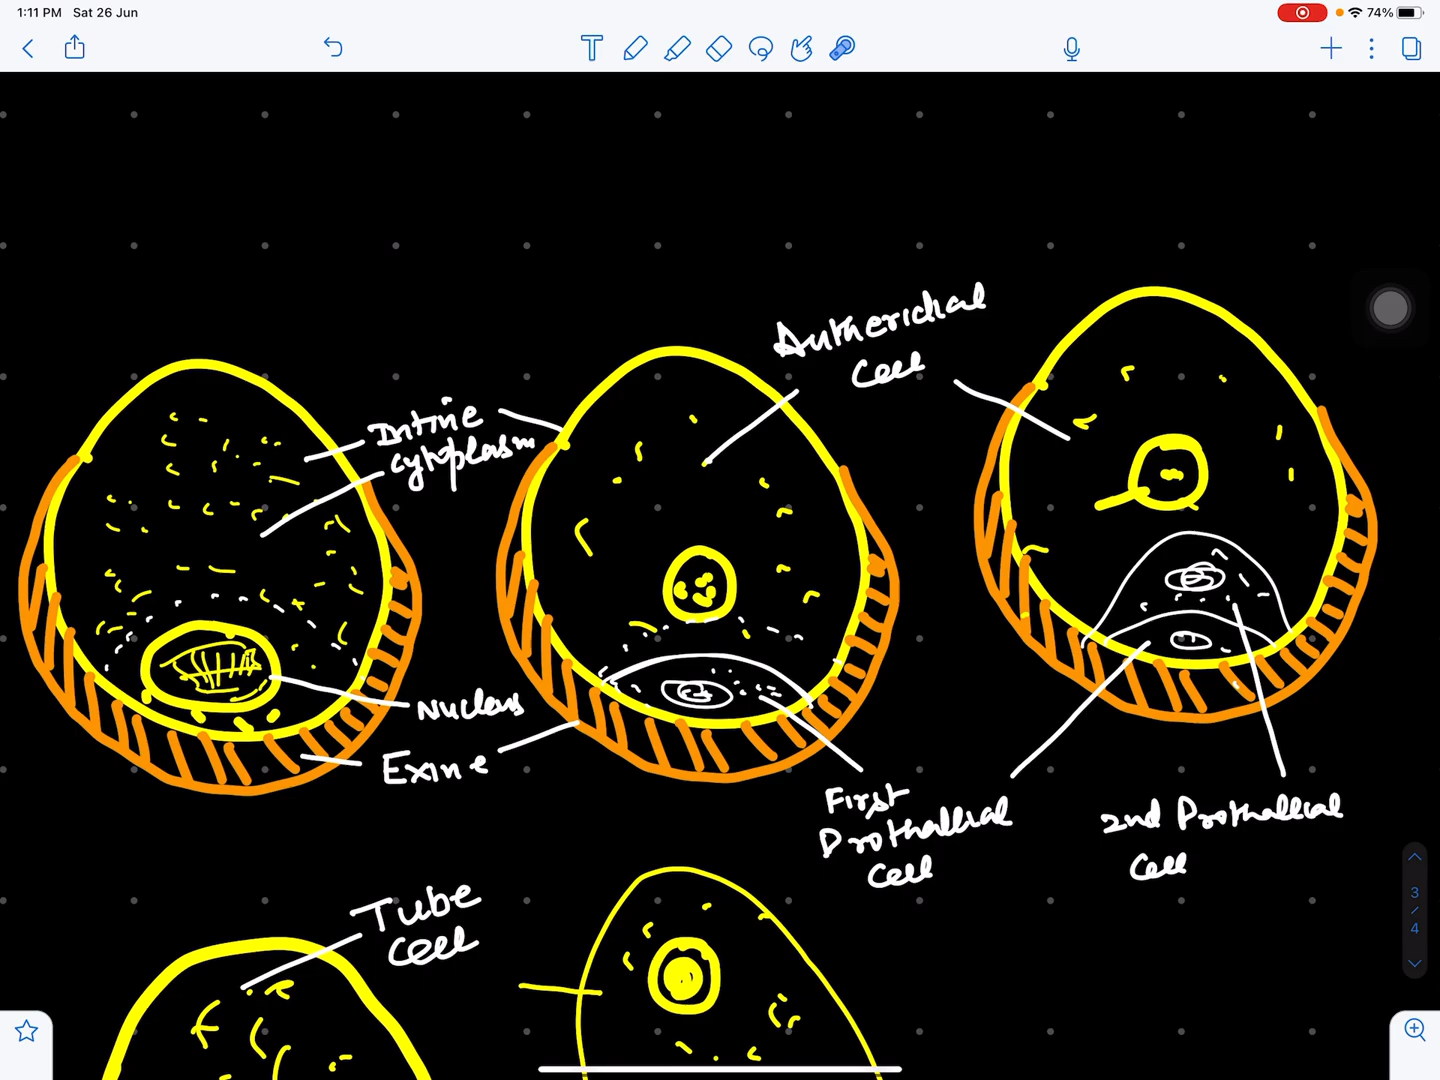 1:11 PM Sat 26 Jun
74%
T
Antheridial
Cell
Intine
Cytoplasm
Nucleus
Exine
First
Prothallial
Cell
2nd Prothallial
Cell
Tube
Cell
3
/
4